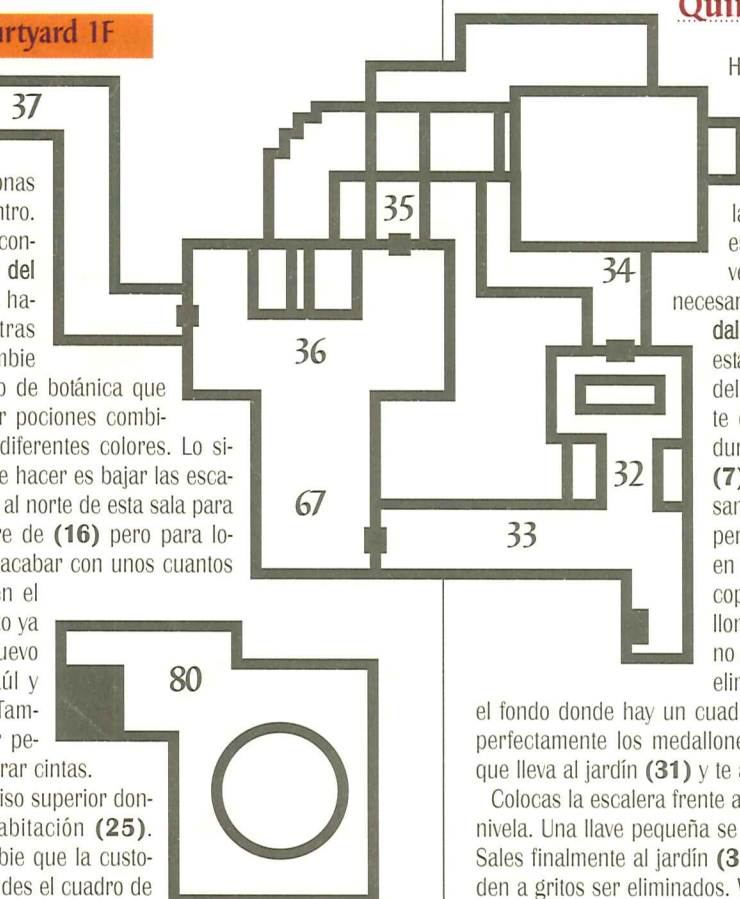 urtyard 1F
37
onas
ntro.
con-
del
ha-
tras
mbie
o de botánica que
r pociones combi-
diferentes colores. Lo si-
e hacer es bajar las esca-
al norte de esta sala para
re de (16) pero para lo-
acabar con unos cuantos
en el
o ya
uevo
úl y
Tam-
r pe-
rar cintas.
iso superior don-
abitación (25).
bie que la custo-
des el cuadro de
35
34
36
32
67
33
80
Quin
H
la
es
ve
necesar
dal
esta
del
te
dur
(7)
san
per
en
cop
llon
no
elin
el fondo donde hay un cuad
perfectamente los medallone
que lleva al jardín (31) y te a
Colocas la escalera frente a
nivela. Una llave pequeña se
Sales finalmente al jardín (3
den a gritos ser eliminados. V